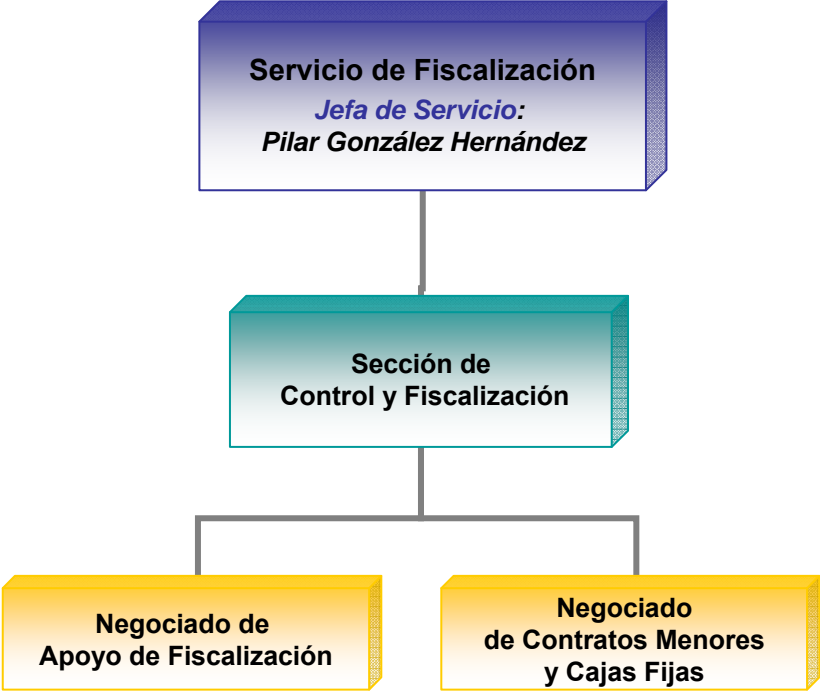 Servicio de Fiscalización
Jefa de Servicio:
Pilar González Hernández
Sección de
Control y Fiscalización
Negociado de
Apoyo de Fiscalización
Negociado
de Contratos Menores
y Cajas Fijas